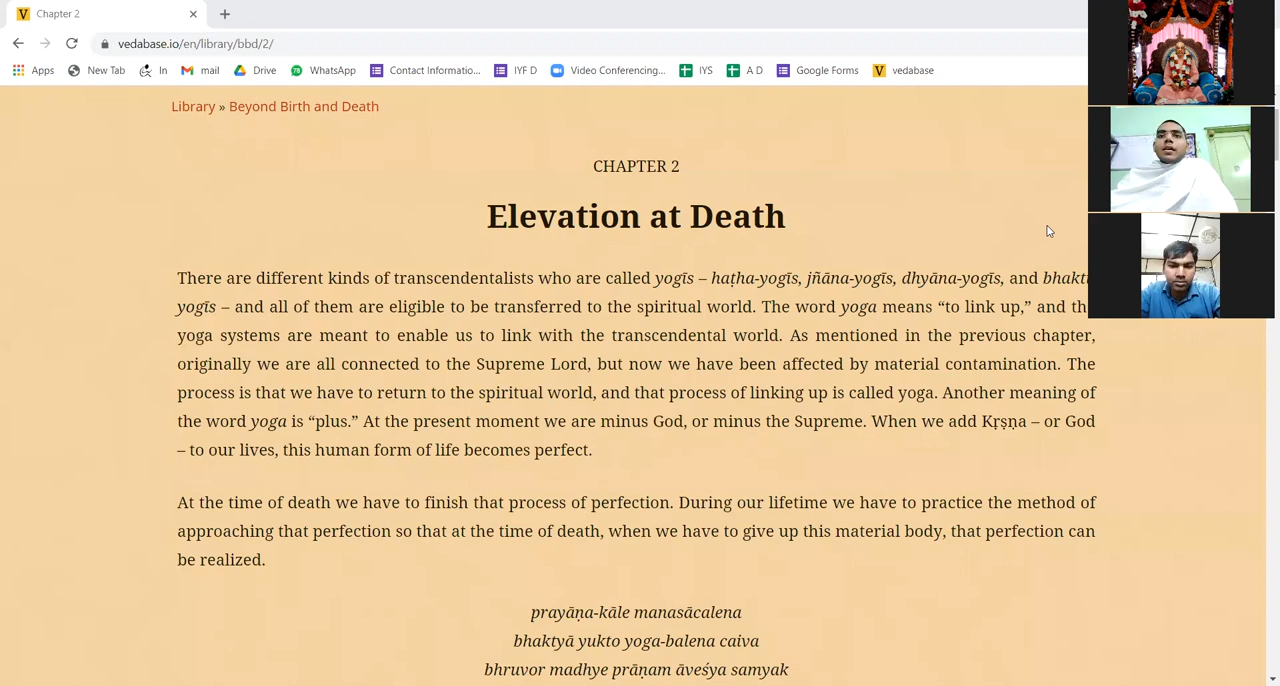 Chapter 2
vedabase.io/en/library/bbd/2/
Apps New Tab In mail Drive WhatsApp Contact Informatio... IYF D Video Conferencing... IYS A D Google Forms vedabase
Library » Beyond Birth and Death
CHAPTER 2
Elevation at Death
There are different kinds of transcendentalists who are called yogīs – haṭha-yogīs, jñāna-yogīs, dhyāna-yogīs, and bhakti
yogīs – and all of them are eligible to be transferred to the spiritual world. The word yoga means “to link up,” and th
yoga systems are meant to enable us to link with the transcendental world. As mentioned in the previous chapter,
originally we are all connected to the Supreme Lord, but now we have been affected by material contamination. The
process is that we have to return to the spiritual world, and that process of linking up is called yoga. Another meaning of
the word yoga is “plus.” At the present moment we are minus God, or minus the Supreme. When we add Kṛṣṇa – or God
– to our lives, this human form of life becomes perfect.
At the time of death we have to finish that process of perfection. During our lifetime we have to practice the method of
approaching that perfection so that at the time of death, when we have to give up this material body, that perfection can
be realized.
prayāṇa-kāle manasācalena
bhaktyā yukto yoga-balena caiva
bhruvor madhye prāṇam āveśya samyak